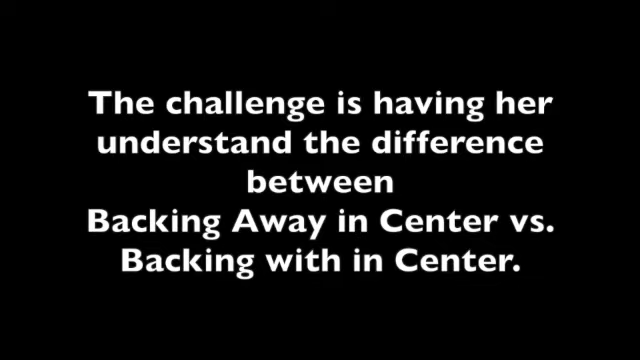 The challenge is having her
understand the difference
between
Backing Away in Center vs.
Backing with in Center.